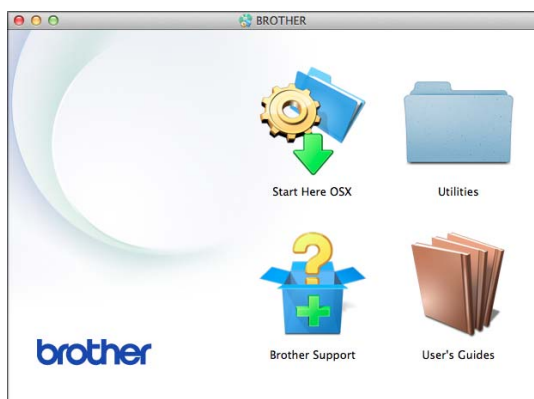 BROTHER
Start Here OSX
Utilities
Brother Support
User's Guides
brother